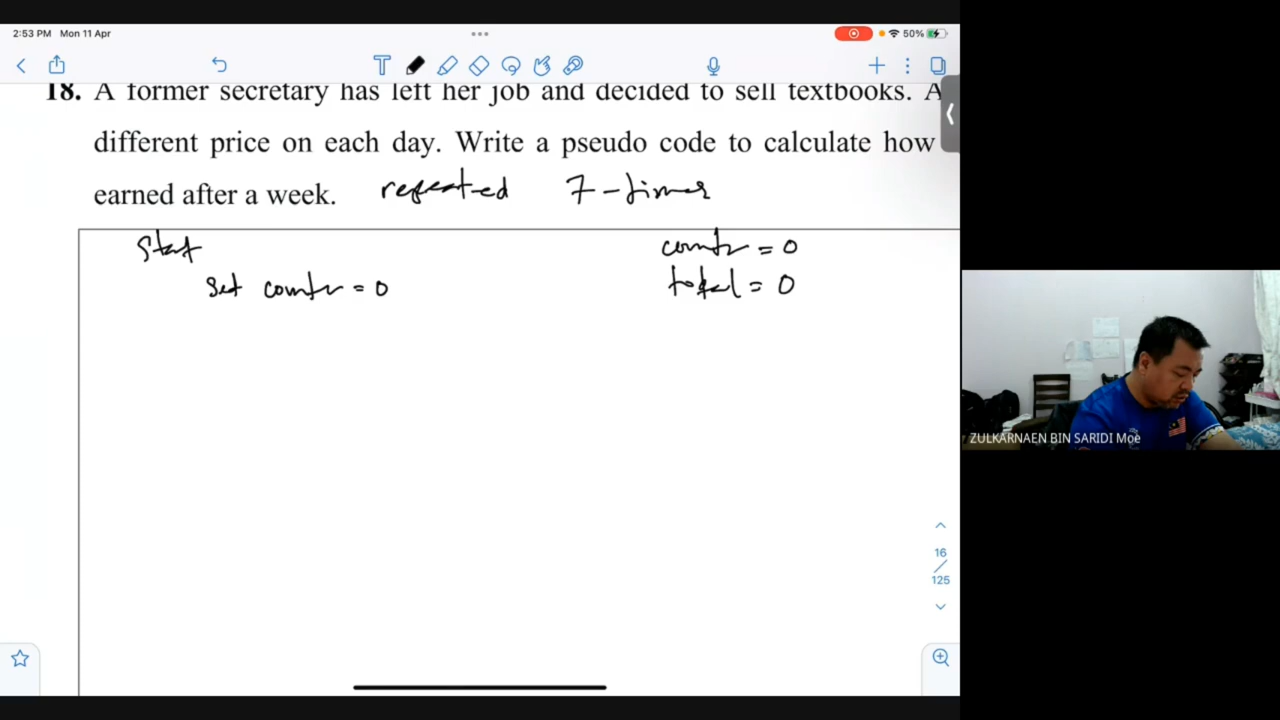 2:53 PM Mon 11 Apr
50%
18. A former secretary has left her job and decided to sell textbooks. A
different price on each day. Write a pseudo code to calculate how
earned after a week. repeated 7-times
Start
counter = 0
set counter = 0
total = 0
ZULKARNAEN BIN SARIDI Moe
16
125